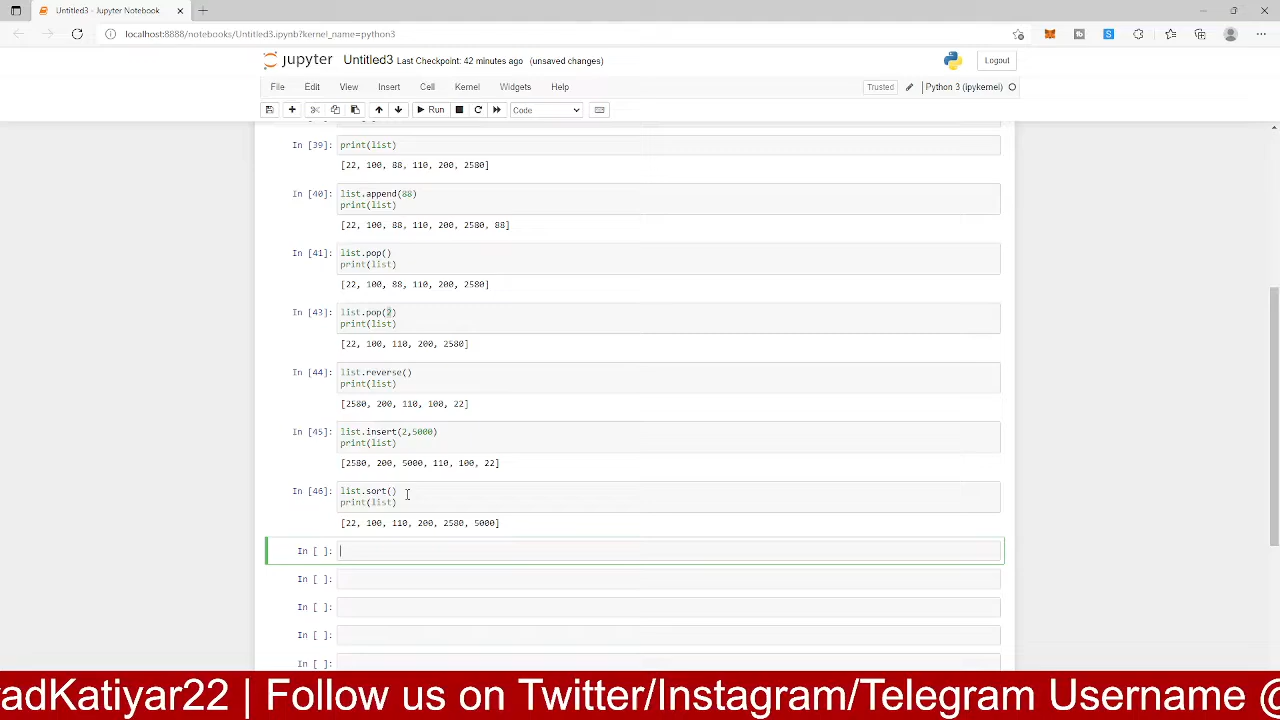 Untitled3 - Jupyter Notebook
localhost:8888/notebooks/Untitled3.ipynb?kernel_name=python3
jupyter Untitled3 Last Checkpoint: 42 minutes ago (unsaved changes) Logout
File Edit View Insert Cell Kernel Widgets Help Trusted Python 3 (ipykernel)
Run Code
In [39]: print(list)
[22, 100, 88, 110, 200, 2580]
In [40]: list.append(88)
print(list)
[22, 100, 88, 110, 200, 2580, 88]
In [41]: list.pop()
print(list)
[22, 100, 88, 110, 200, 2580]
In [43]: list.pop(2)
print(list)
[22, 100, 110, 200, 2580]
In [44]: list.reverse()
print(list)
[2580, 200, 110, 100, 22]
In [45]: list.insert(2,5000)
print(list)
[2580, 200, 5000, 110, 100, 22]
In [46]: list.sort()
print(list)
[22, 100, 110, 200, 2580, 5000]
In [ ]:
In [ ]:
In [ ]:
In [ ]:
In [ ]:
adKatiyar22 | Follow us on Twitter/Instagram/Telegram Username @